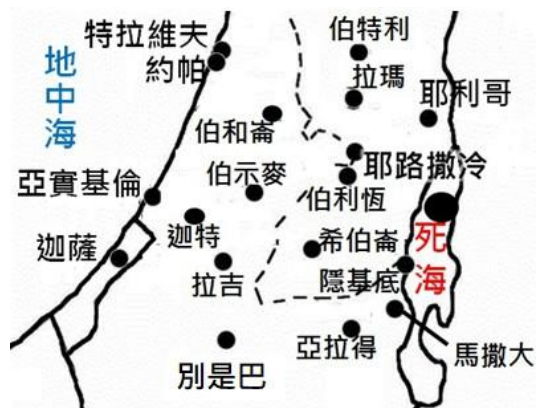 特拉維夫
約帕
伯特利
地中海
拉瑪
耶利哥
伯和崙
耶路撒冷
伯示麥
亞實基倫
伯利恆
迦特
希伯崙
死海
迦薩
拉吉
隱基底
亞拉得
馬撒大
別是巴